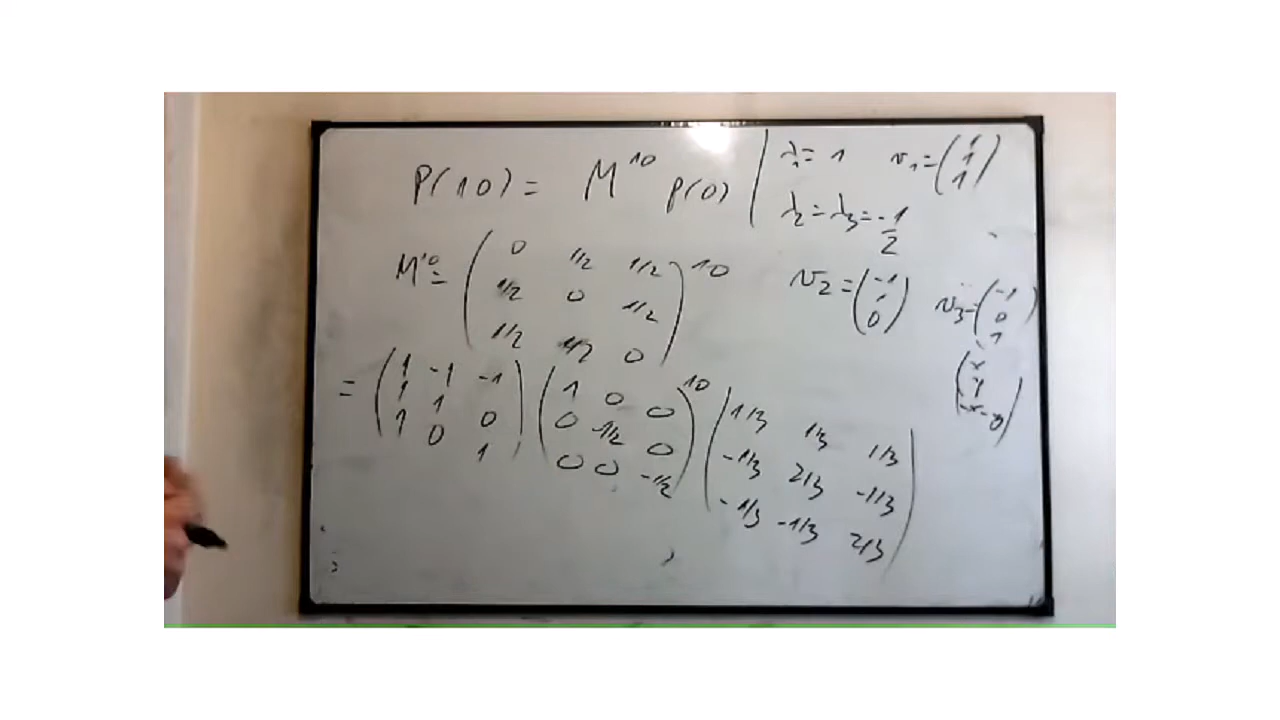 P(10) = M^10 p(0)
λ₁ = 1 v₁ = (1 1 1)
λ₂ = λ₃ = -1/2
M^10 = (0 1/2 1/2
1/2 0 1/2
1/2 1/2 0)^10
v₂ = (-1 1 0) v₃ = (-1 0 1)
(x y -x-y)
= (1 -1 -1
1 1 0
1 0 1)
(1 0 0
0 -1/2 0
0 0 -1/2)^10
(1/3 1/3 1/3
-1/3 2/3 -1/3
-1/3 -1/3 2/3)